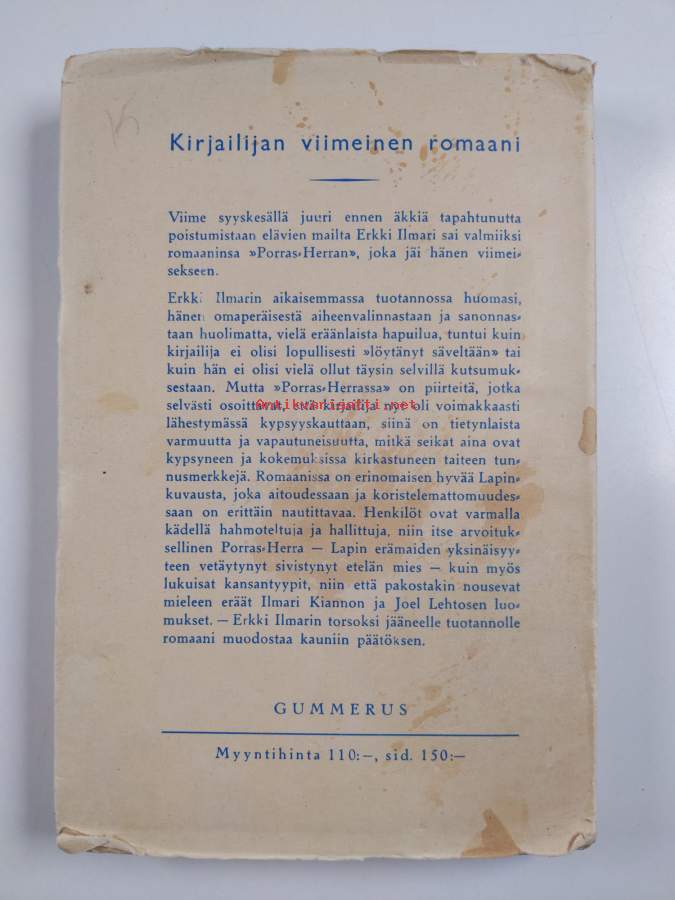 Kirjailijan viimeinen romaani
Viime syyskesällä juuri ennen äkkiä tapahtunutta
poistumistaan elävien mailta Erkki Ilmari sai valmiiksi
romaaninsa »Porras-Herran», joka jäi hänen viimei-
sekseen.
Erkki Ilmarin aikaisemmassa tuotannossa huomasi,
hänen omaperäisestä aiheenvalinnastaan ja sanonnas-
taan huolimatta, vielä eräänlaista hapuilua, tuntui kuin
kirjailija ei olisi lopullisesti »löytänyt säveltään» tai
kuin hän ei olisi vielä ollut täysin selvillä kutsumuk-
sestaan. Mutta »Porras-Herrassa» on piirteitä, jotka
selvästi osoittavat, että kirjailija nyt oli voimakkaasti
Antikvariaatti.net
lähestymässä kypsyyskauttaan, siinä on tietynlaista
varmuutta ja vapautuneisuutta, mitkä seikat aina ovat
kypsyneen ja kokemuksissa kirkastuneen taiteen tun-
nusmerkkejä. Romaanissa on erinomaisen hyvää Lapin-
kuvausta, joka aitoudessaan ja koristelemattomuudes-
saan on erittäin nautittavaa. Henkilöt ovat varmalla
kädellä hahmoteltuja ja hallittuja, niin itse arvoituk-
sellinen Porras-Herra — Lapin erämaiden yksinäisyy-
teen vetäytynyt sivistynyt etelän mies — kuin myös
lukuisat kansantyypit, niin että pakostakin nousevat
mieleen eräät Ilmari Kiannon ja Joel Lehtosen luo-
mukset. — Erkki Ilmarin torsoksi jääneelle tuotannolle
romaani muodostaa kauniin päätöksen.
GUMMERUS
Myyntihinta 110:—, sid. 150:—